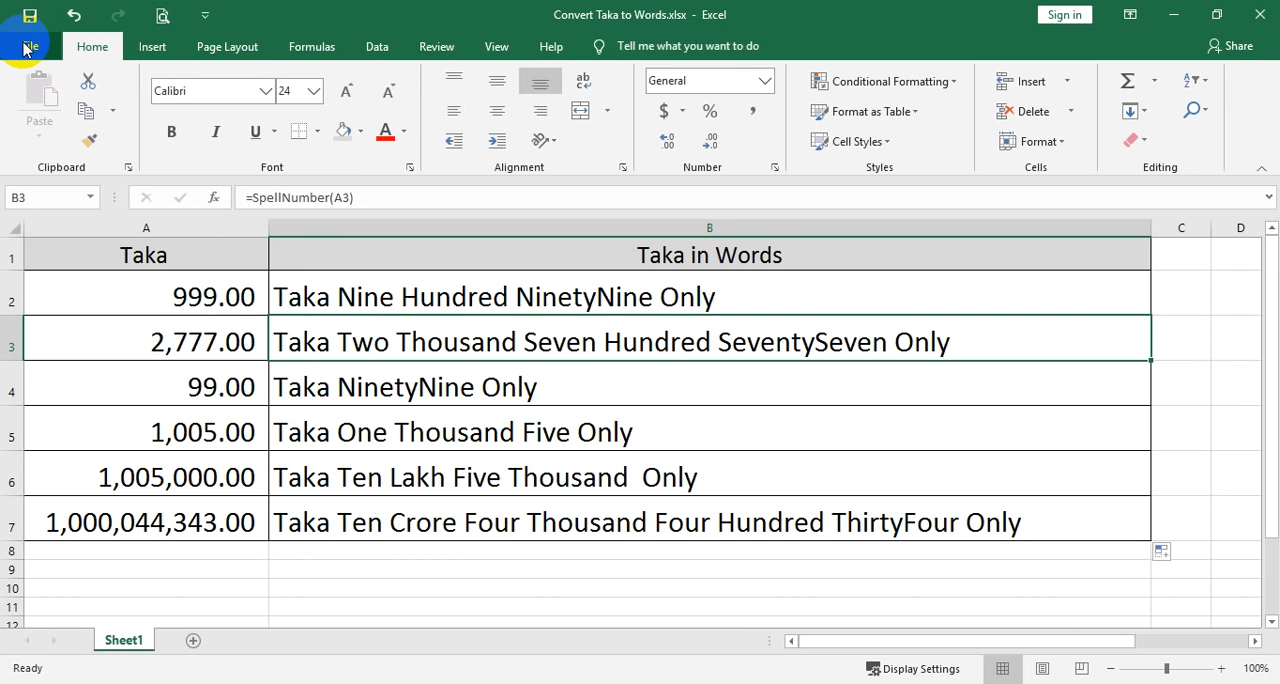 Convert Taka to Words.xlsx - Excel
Sign in
Home Insert Page Layout Formulas Data Review View Help Tell me what you want to do
Share
Paste
Calibri 24
B I U A
ab
General
$ % ,
Conditional Formatting
Format as Table
Cell Styles
Insert
Delete
Format
Clipboard Font Alignment Number Styles Cells Editing
B3 fx =SpellNumber(A3)
A B C D
1 Taka Taka in Words
2 999.00 Taka Nine Hundred NinetyNine Only
3 2,777.00 Taka Two Thousand Seven Hundred SeventySeven Only
4 99.00 Taka NinetyNine Only
5 1,005.00 Taka One Thousand Five Only
6 1,005,000.00 Taka Ten Lakh Five Thousand  Only
7 1,000,044,343.00 Taka Ten Crore Four Thousand Four Hundred ThirtyFour Only
8
9
10
11
12
Sheet1
Ready Display Settings 100%